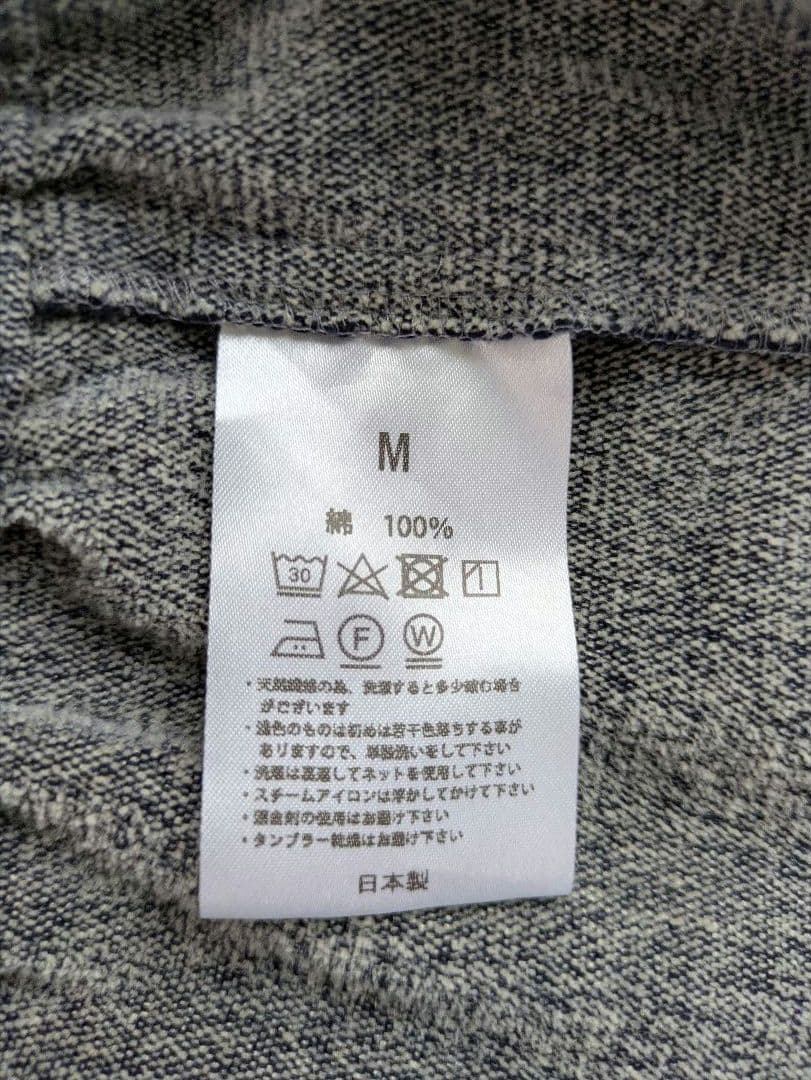 M
綿 100%
30
F W
・天然繊維の為、洗濯すると多少縮む場合
がございます
・濃色のものは初めは若干色落ちする事が
ありますので、単独洗いをして下さい
・洗濯は裏返してネットを使用して下さい
・スチームアイロンは浮かしてかけて下さい
・漂白剤の使用はお避け下さい
・タンブラー乾燥はお避け下さい
日本製